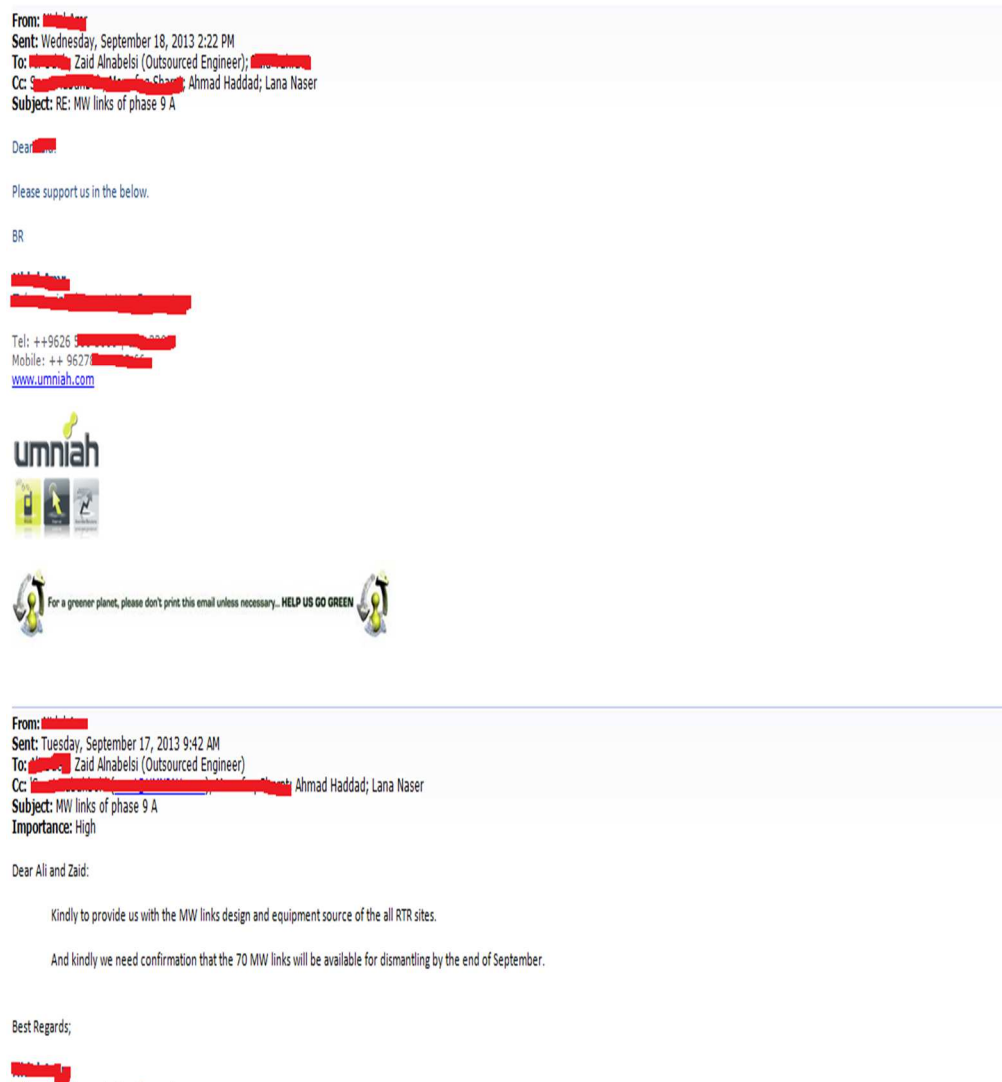 From:
Sent: Wednesday, September 18, 2013 2:22 PM
To: Zaid Alnabelsi (Outsourced Engineer);
Cc: ; Ahmad Haddad; Lana Naser
Subject: RE: MW links of phase 9 A
Dear
Please support us in the below.
BR
Tel: ++9626 5
Mobile: ++ 9627
www.umniah.com
umniah
For a greener planet, please don't print this email unless necessary... HELP US GO GREEN
From:
Sent: Tuesday, September 17, 2013 9:42 AM
To: Zaid Alnabelsi (Outsourced Engineer)
Cc: Ahmad Haddad; Lana Naser
Subject: MW links of phase 9 A
Importance: High
Dear Ali and Zaid:
Kindly to provide us with the MW links design and equipment source of the all RTR sites.
And kindly we need confirmation that the 70 MW links will be available for dismantling by the end of September.
Best Regards;